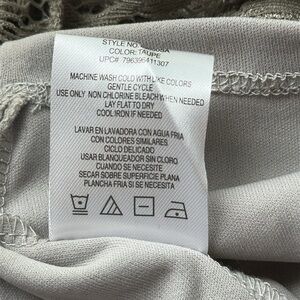 STYLE NO
COLOR: TAUPE
UPC# 796396411307
MACHINE WASH COLD WITH LIKE COLORS
GENTLE CYCLE
USE ONLY NON CHLORINE BLEACH WHEN NEEDED
LAY FLAT TO DRY
COOL IRON IF NEEDED
LAVAR EN LAVADORA CON AGUA FRIA
CON COLORES SIMILARES
CICLO DELICADO
USAR BLANQUEADOR SIN CLORO
CUANDO SE NECESITE
SECAR SOBRE SUPERFICIE PLANA
PLANCHA FRIA SI SE NECESITE